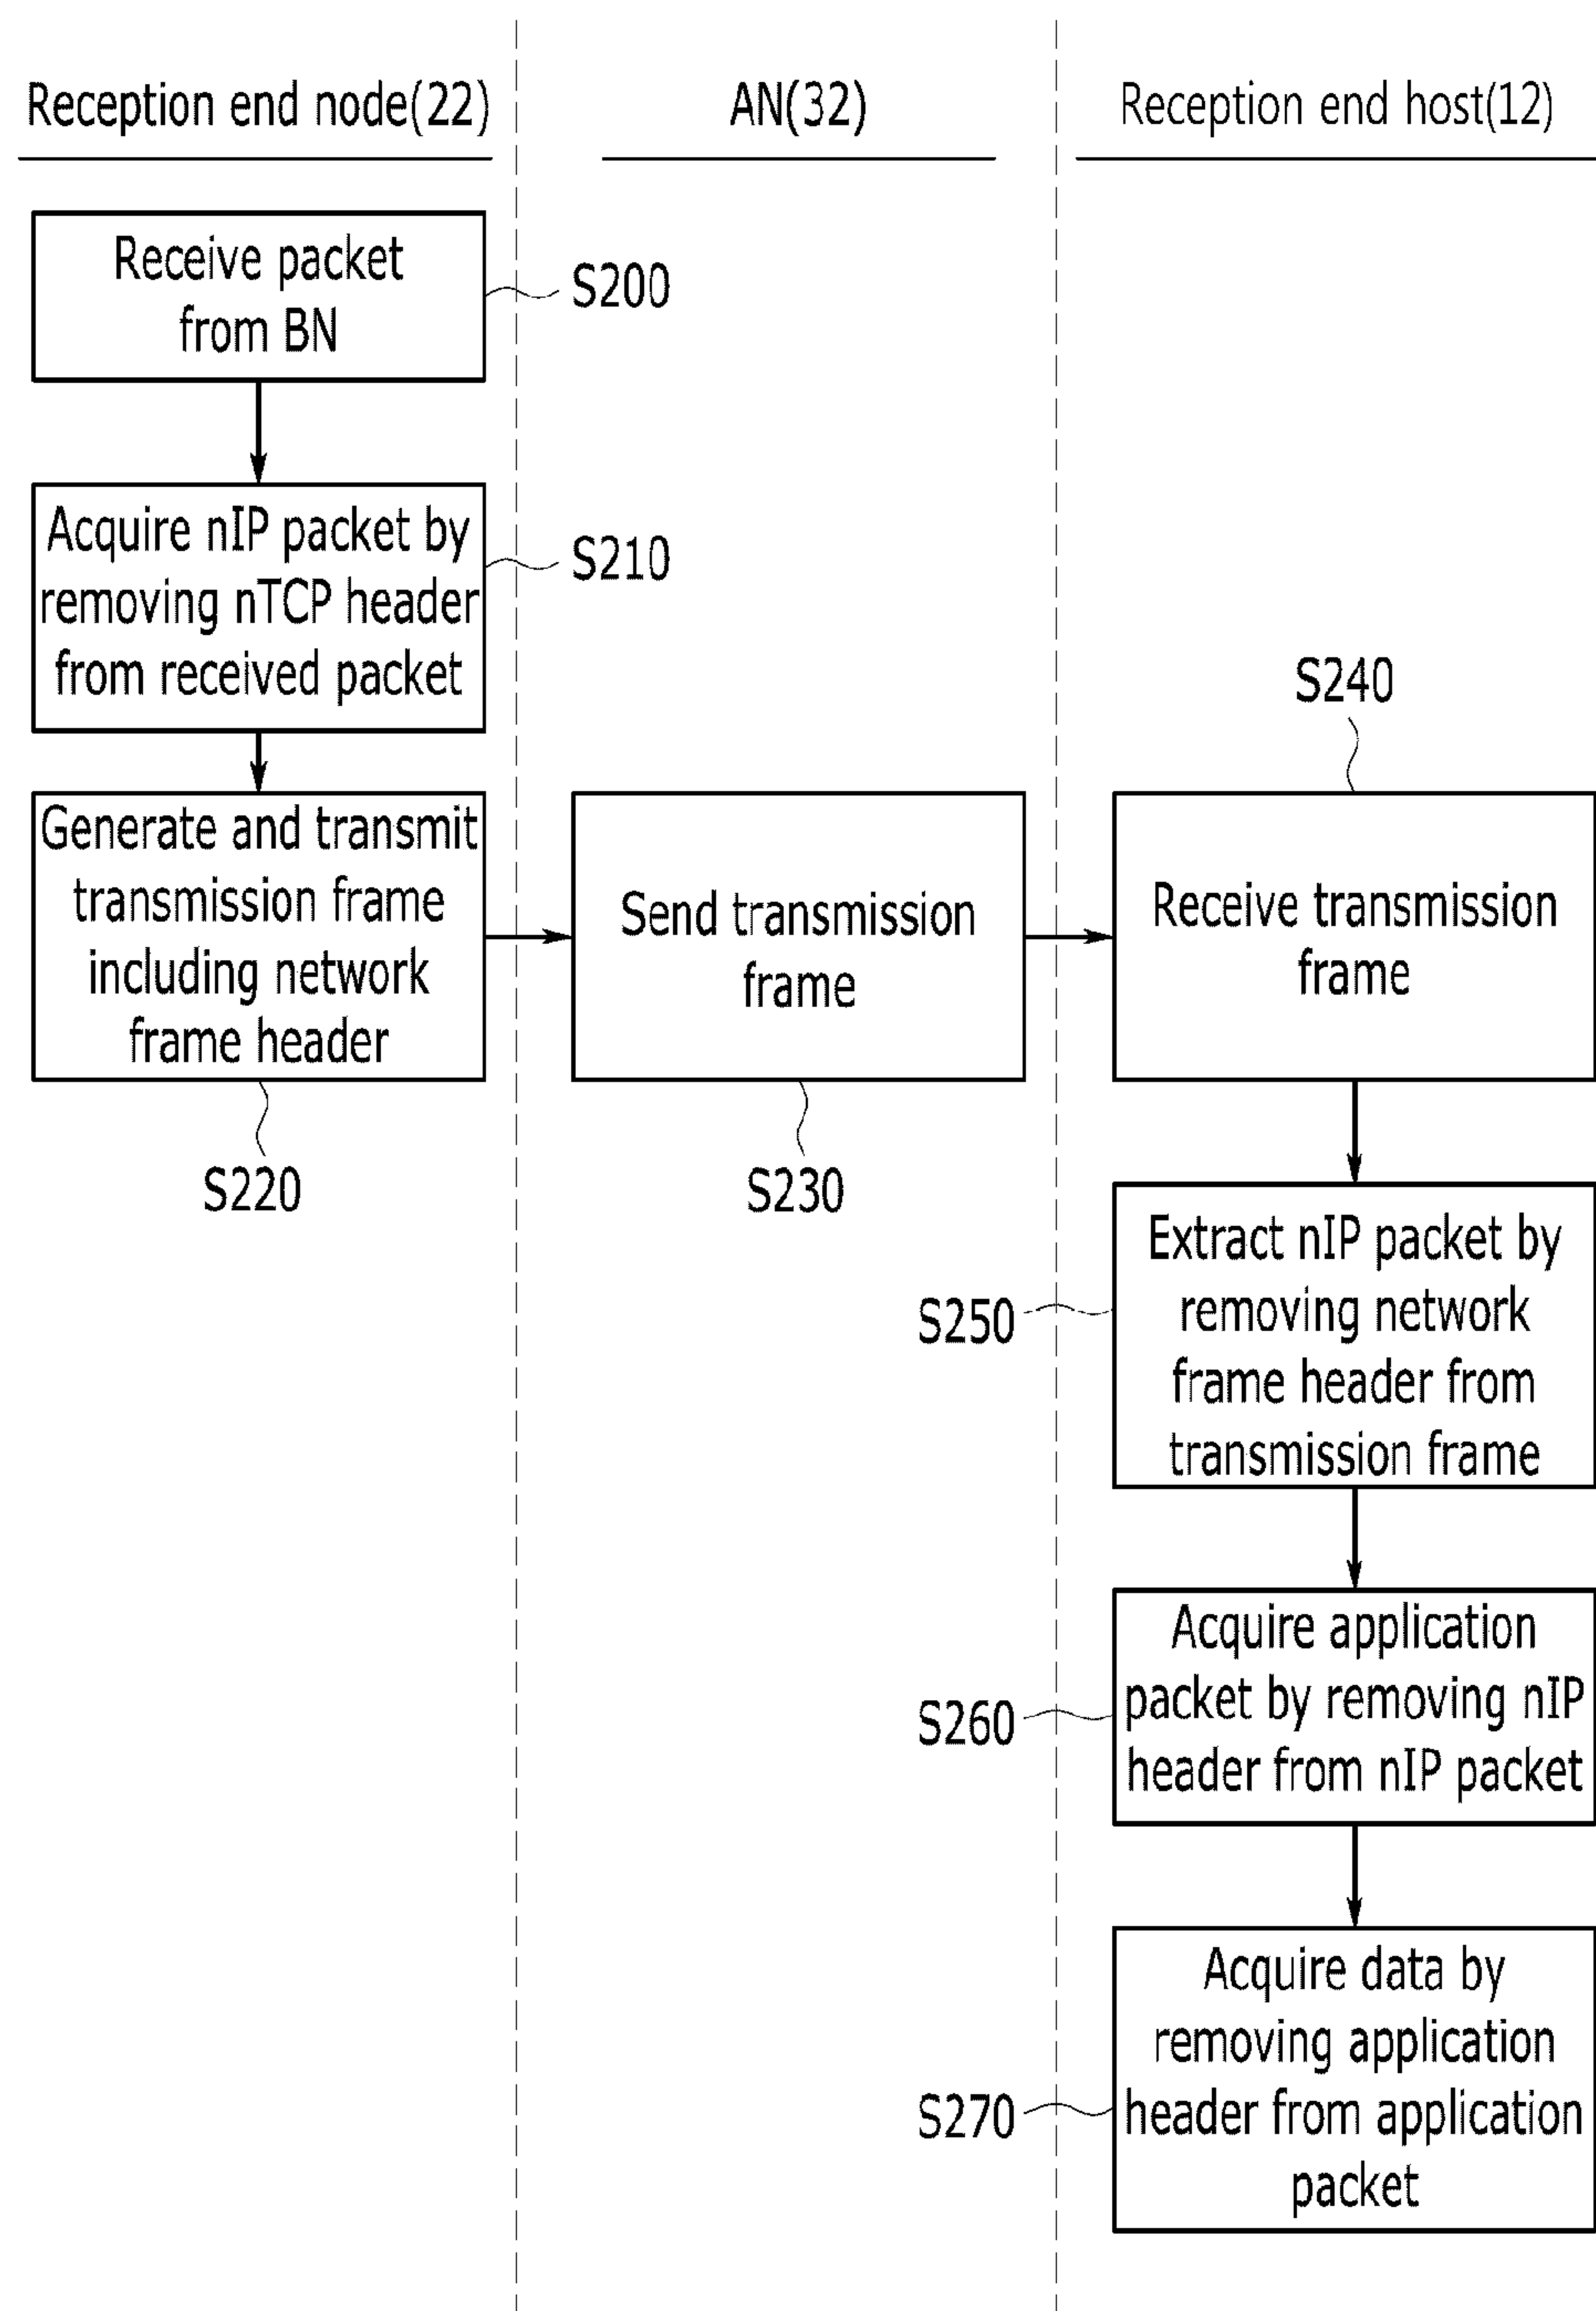 Reception end node(22)
AN(32)
Reception end host(12)
Receive packet
from BN
S200
Acquire nIP packet by
removing nTCP header
from received packet
S210
Generate and transmit
transmission frame
including network
frame header
S220
Send transmission
frame
S230
S240
Receive transmission
frame
Extract nIP packet by
removing network
frame header from
transmission frame
S250
Acquire application
packet by removing nIP
header from nIP packet
S260
Acquire data by
removing application
header from application
packet
S270